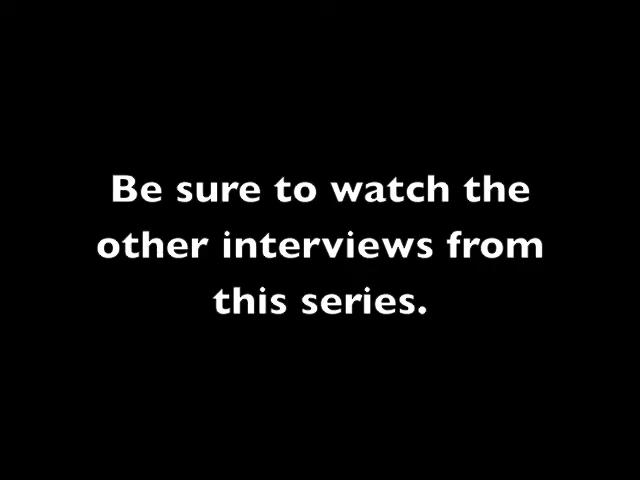 Be sure to watch the
other interviews from
this series.